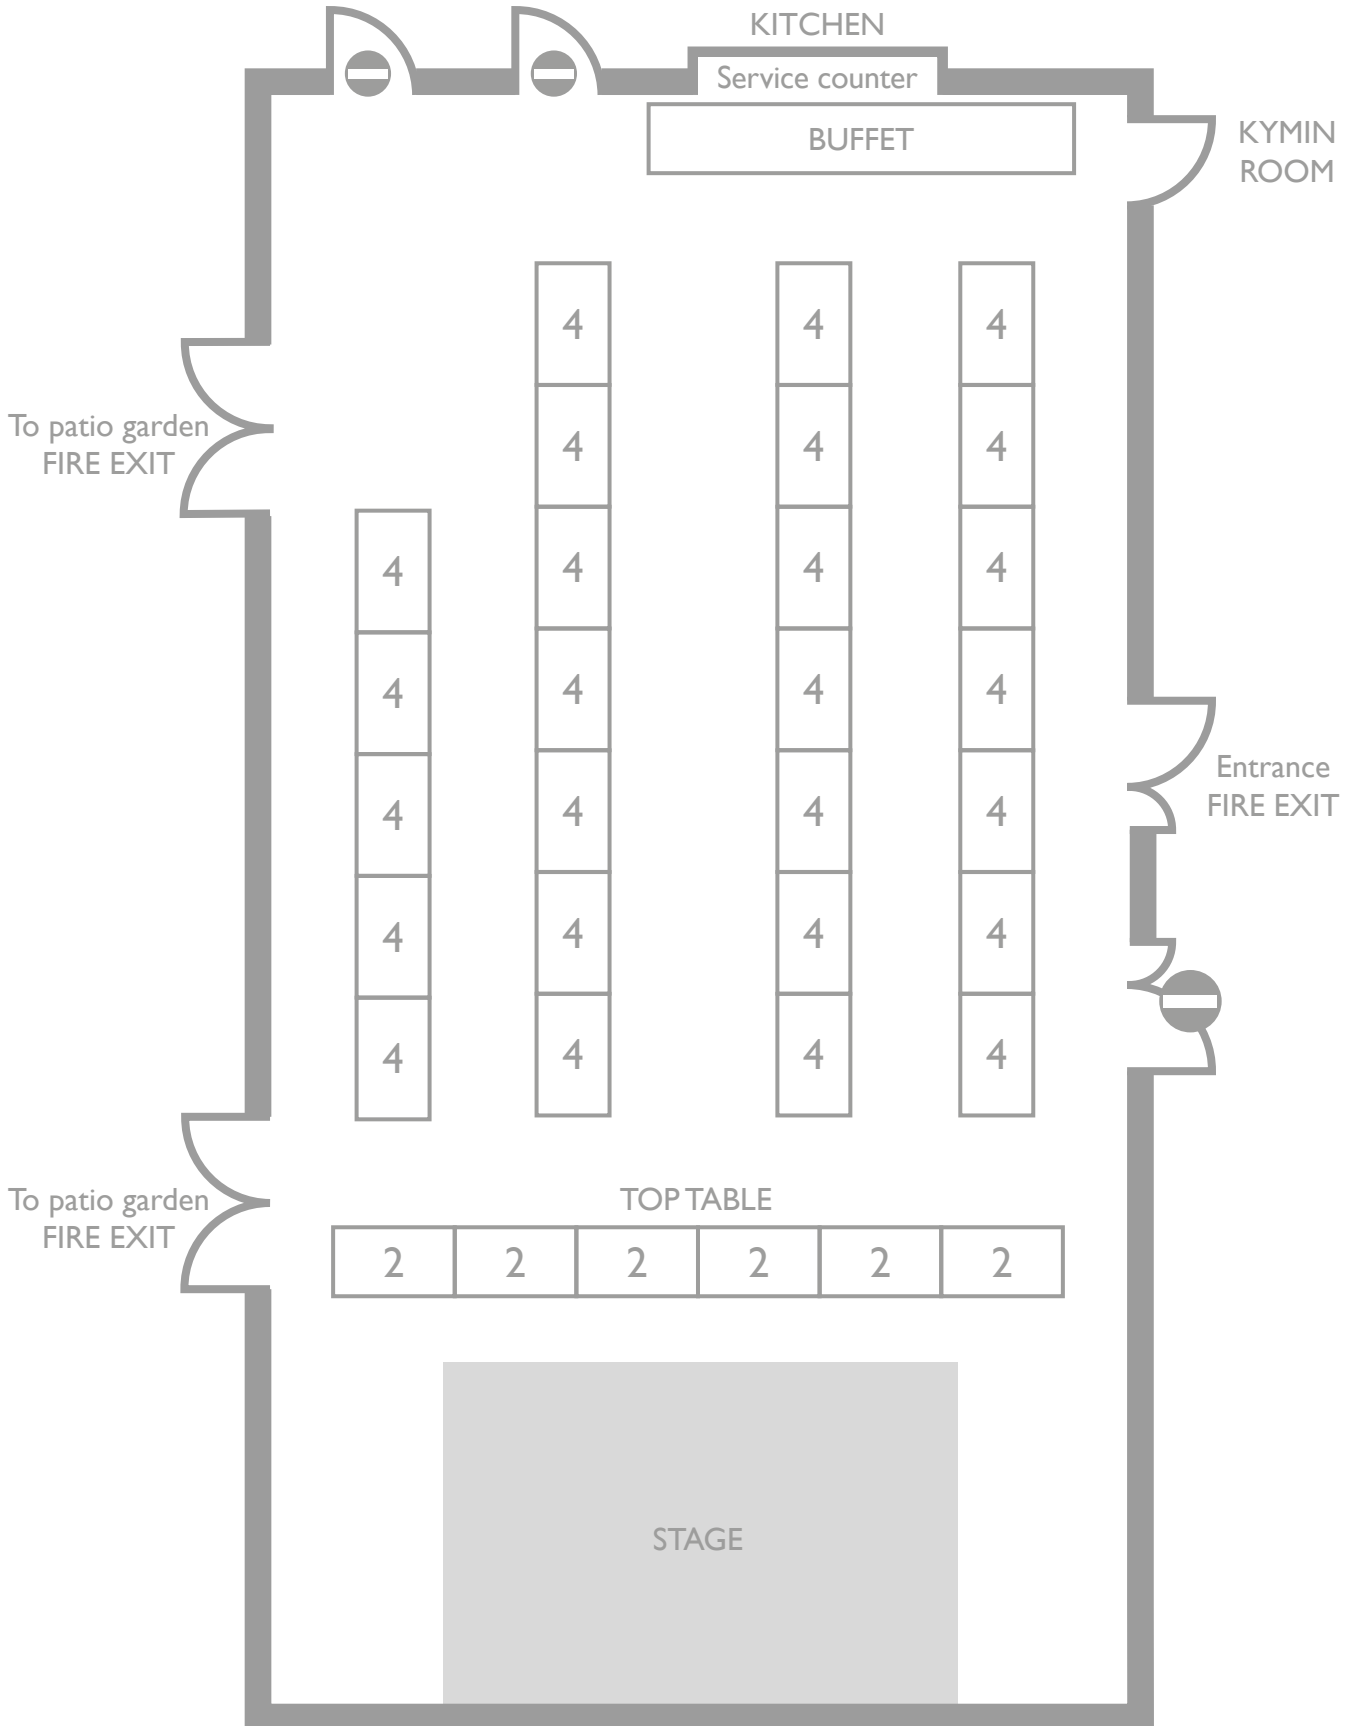 KITCHEN
Service counter
BUFFET
KYMIN
ROOM
4 4 4
To patio garden
FIRE EXIT
4 4 4
4 4 4 4
4 4 4 4
Entrance
FIRE EXIT
4 4 4 4
4 4 4 4
4 4 4 4
To patio garden
FIRE EXIT
TOP TABLE
2 2 2 2 2 2
STAGE